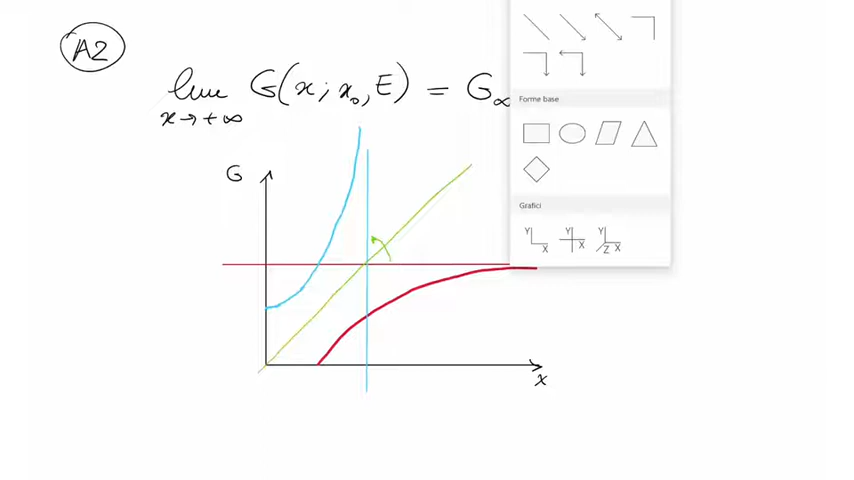 A2
lim G(x; x₀, E) = G∞
x→+∞
Forme base
Grafici
Y X Y X Y Z X
G
x